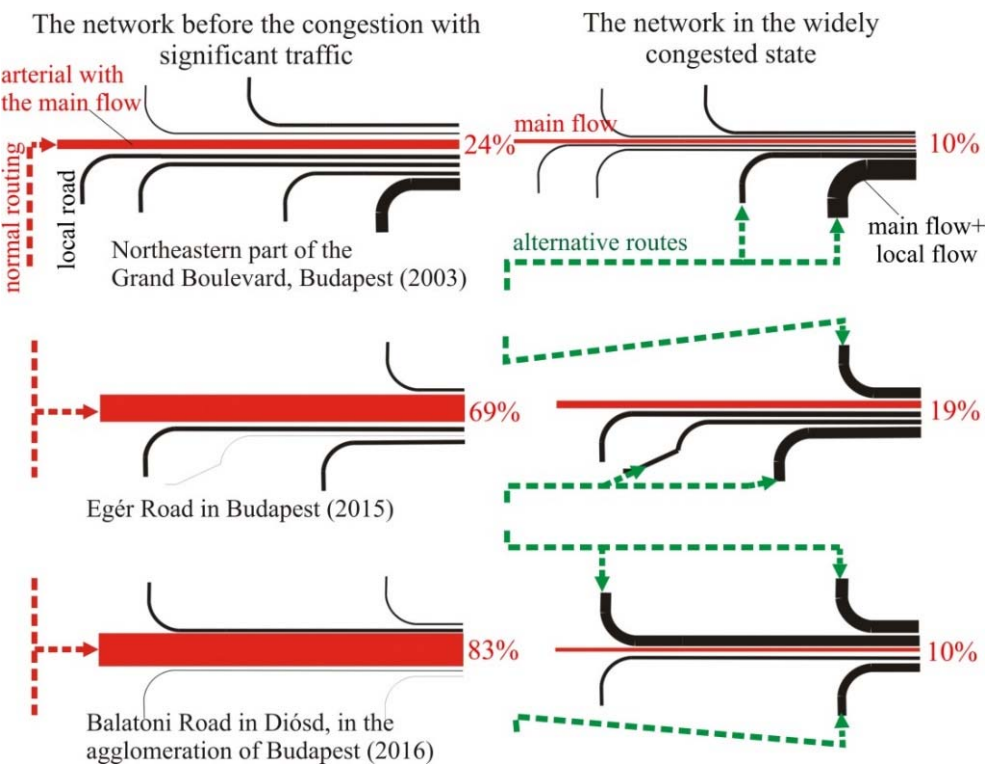 The network before the congestion with
significant traffic
The network in the widely
congested state
arterial with
the main flow
normal routing
local road
24%
main flow
10%
alternative routes
main flow+
local flow
Northeastern part of the
Grand Boulevard, Budapest (2003)
69%
19%
Egér Road in Budapest (2015)
83%
10%
Balatoni Road in Diósd, in the
agglomeration of Budapest (2016)